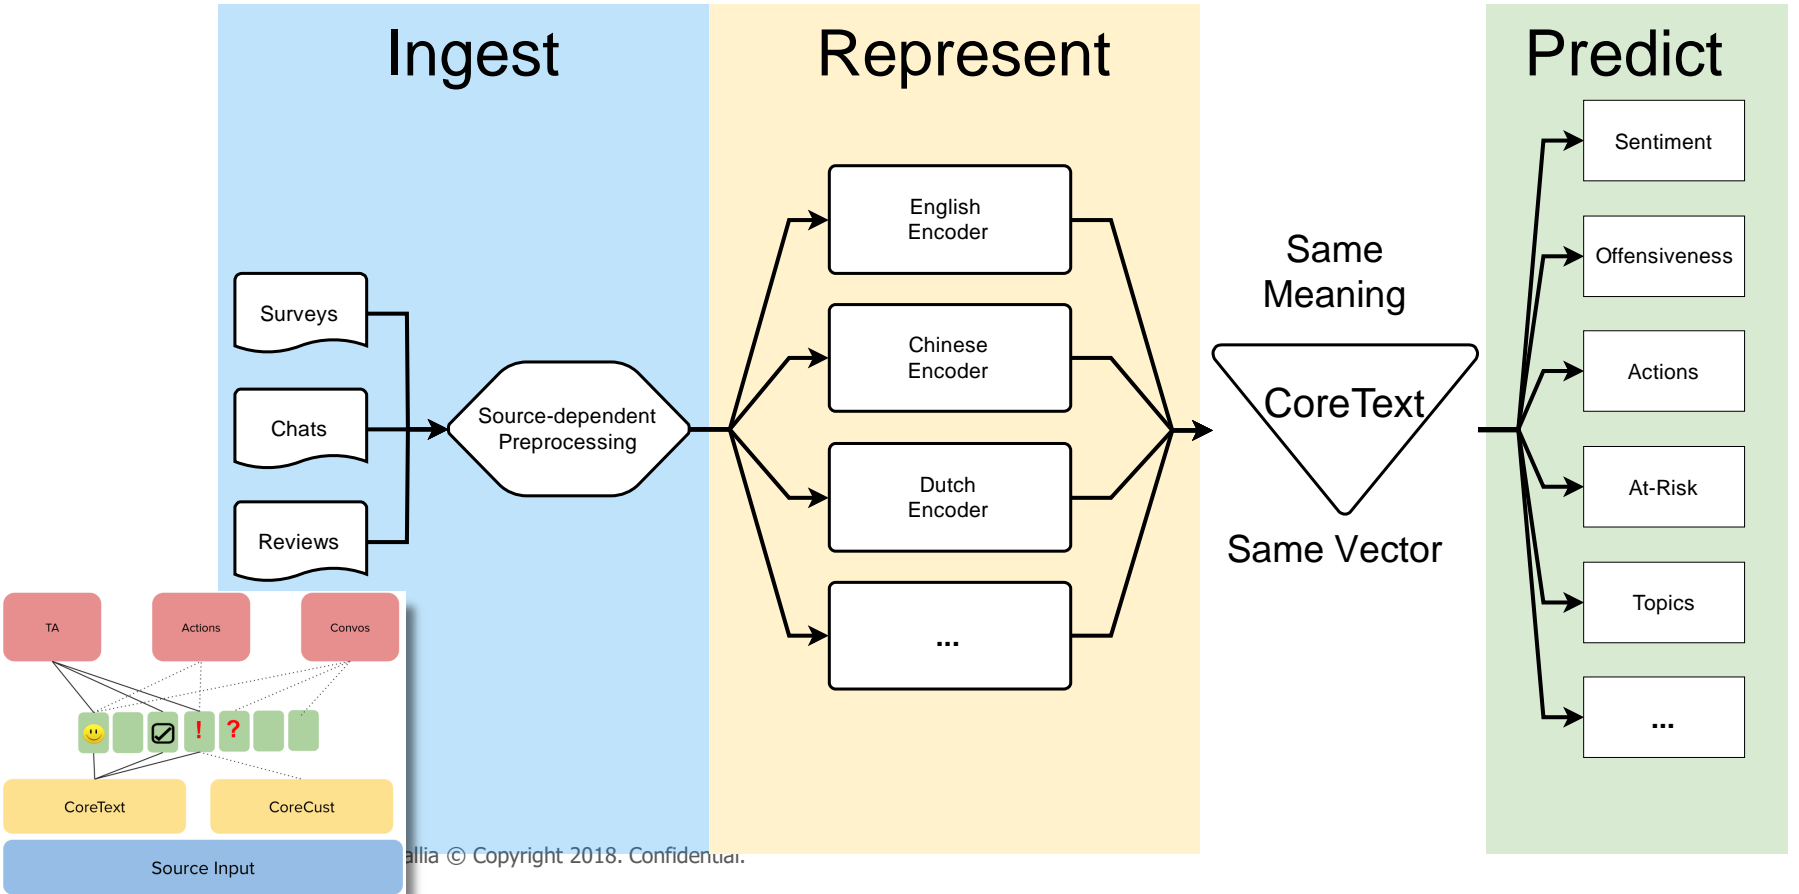 Ingest
Represent
Predict
Surveys
Chats
Reviews
Source-dependent
Preprocessing
English
Encoder
Chinese
Encoder
Dutch
Encoder
...
Same
Meaning
CoreText
Same Vector
Sentiment
Offensiveness
Actions
At-Risk
Topics
...
TA
Actions
Convos
!
?
CoreText
CoreCust
Source Input
allia © Copyright 2018. Confidential.